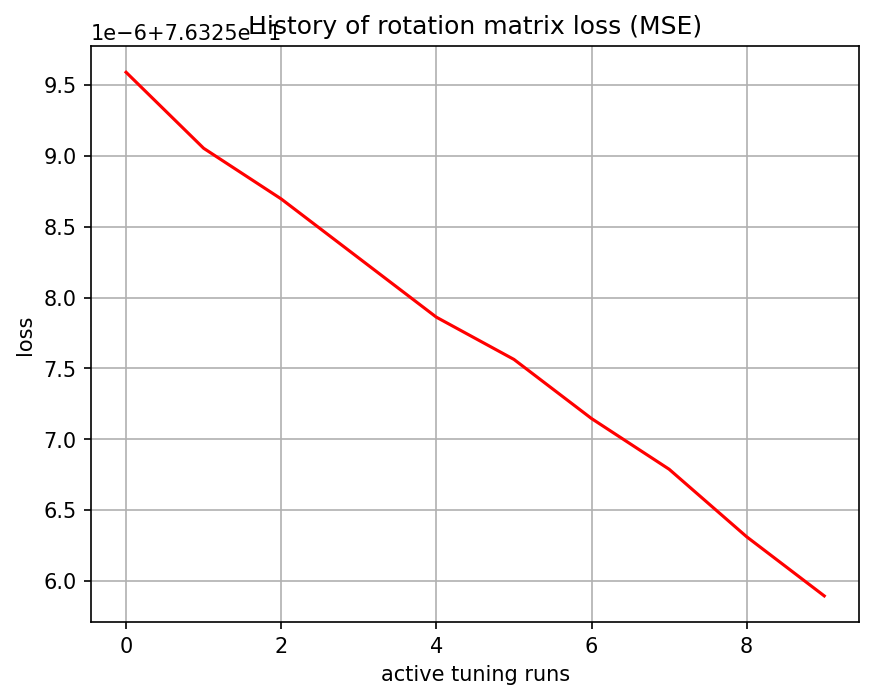 1e−6+7.6325e−1
History of rotation matrix loss (MSE)
9.5
9.0
8.5
8.0
7.5
7.0
6.5
6.0
loss
0 2 4 6 8
active tuning runs